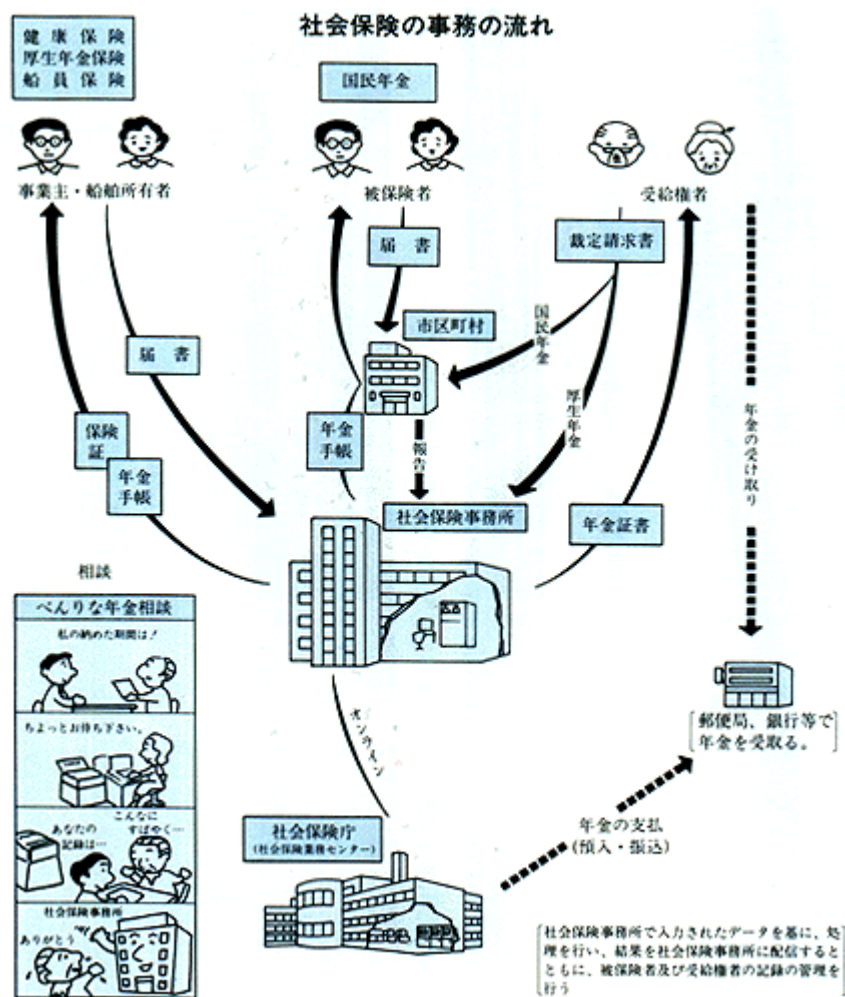 社会保険の事務の流れ
健康保険
厚生年金保険
船員保険
国民年金
事業主・船舶所有者
被保険者
受給権者
届書
裁定請求書
市区町村
国民年金
届書
厚生年金
保険
証
年金
手帳
年金
手帳
報告
年金の受け取り
社会保険事務所
年金証書
相談
べんりな年金相談
私の納めた期間は!
ちょっとお待ち下さい。
あなたの
記録は…
こんなに
すばやく…
社会保険事務所
ありがとう
オンライン
郵便局、銀行等で
年金を受取る。
社会保険庁
(社会保険業務センター)
年金の支払
(預入・振込)
社会保険事務所で入力されたデータを基に、処
理を行い、結果を社会保険事務所に配信すると
ともに、被保険者及び受給権者の記録の管理を
行う